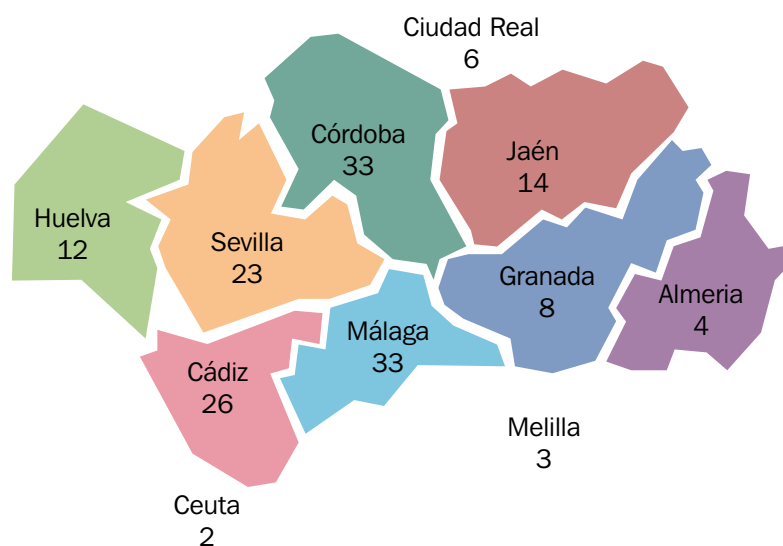 Ciudad Real
6
Córdoba
33
Jaén
14
Huelva
12
Sevilla
23
Granada
8
Almeria
4
Málaga
33
Cádiz
26
Melilla
3
Ceuta
2